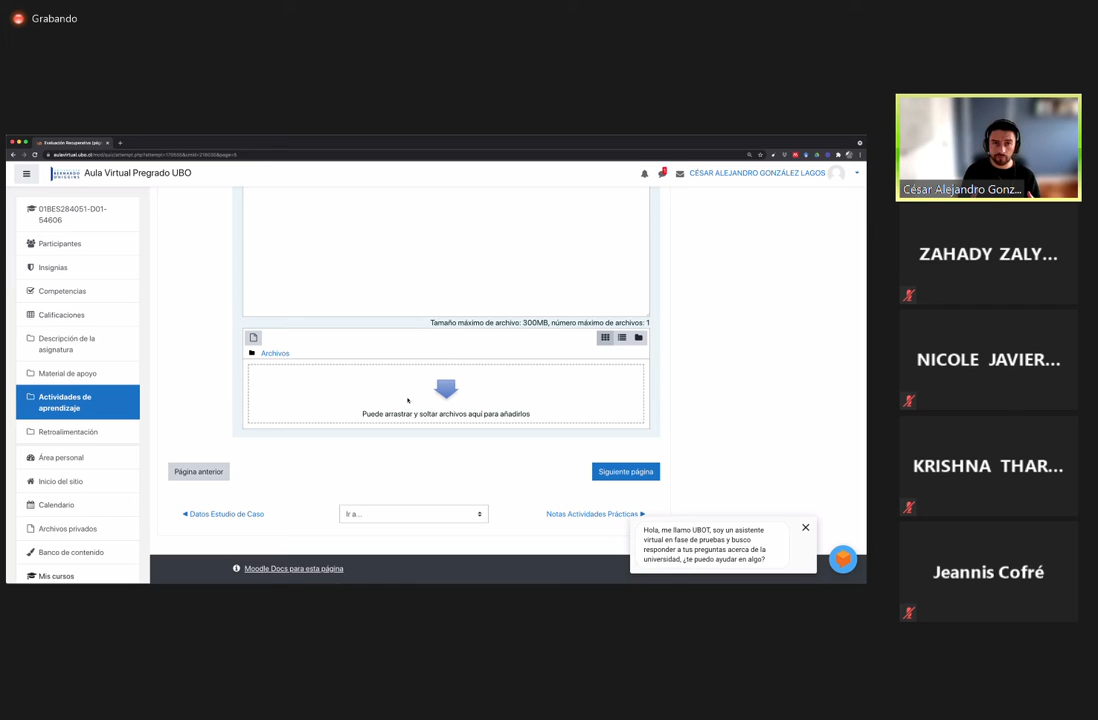 Grabando
Evaluación Recuperativa (pág
Aula Virtual Pregrado UBO
CÉSAR ALEJANDRO GONZÁLEZ LAGOS
01BES284051-D01-
54606
Participantes
Insignias
Competencias
Calificaciones
Descripción de la
asignatura
Material de apoyo
Actividades de
aprendizaje
Retroalimentación
Área personal
Inicio del sitio
Calendario
Archivos privados
Banco de contenido
Mis cursos
Tamaño máximo de archivo: 300MB, número máximo de archivos: 1
Archivos
Puede arrastrar y soltar archivos aquí para añadirlos
Página anterior
Siguiente página
◀ Datos Estudio de Caso
Ir a...
Notas Actividades Prácticas ▶
Hola, me llamo UBOT, soy un asistente
virtual en fase de pruebas y busco
responder a tus preguntas acerca de la
universidad, ¿te puedo ayudar en algo?
Moodle Docs para esta página
César Alejandro Gonz...
ZAHADY ZALY...
NICOLE JAVIER...
KRISHNA THAR...
Jeannis Cofré